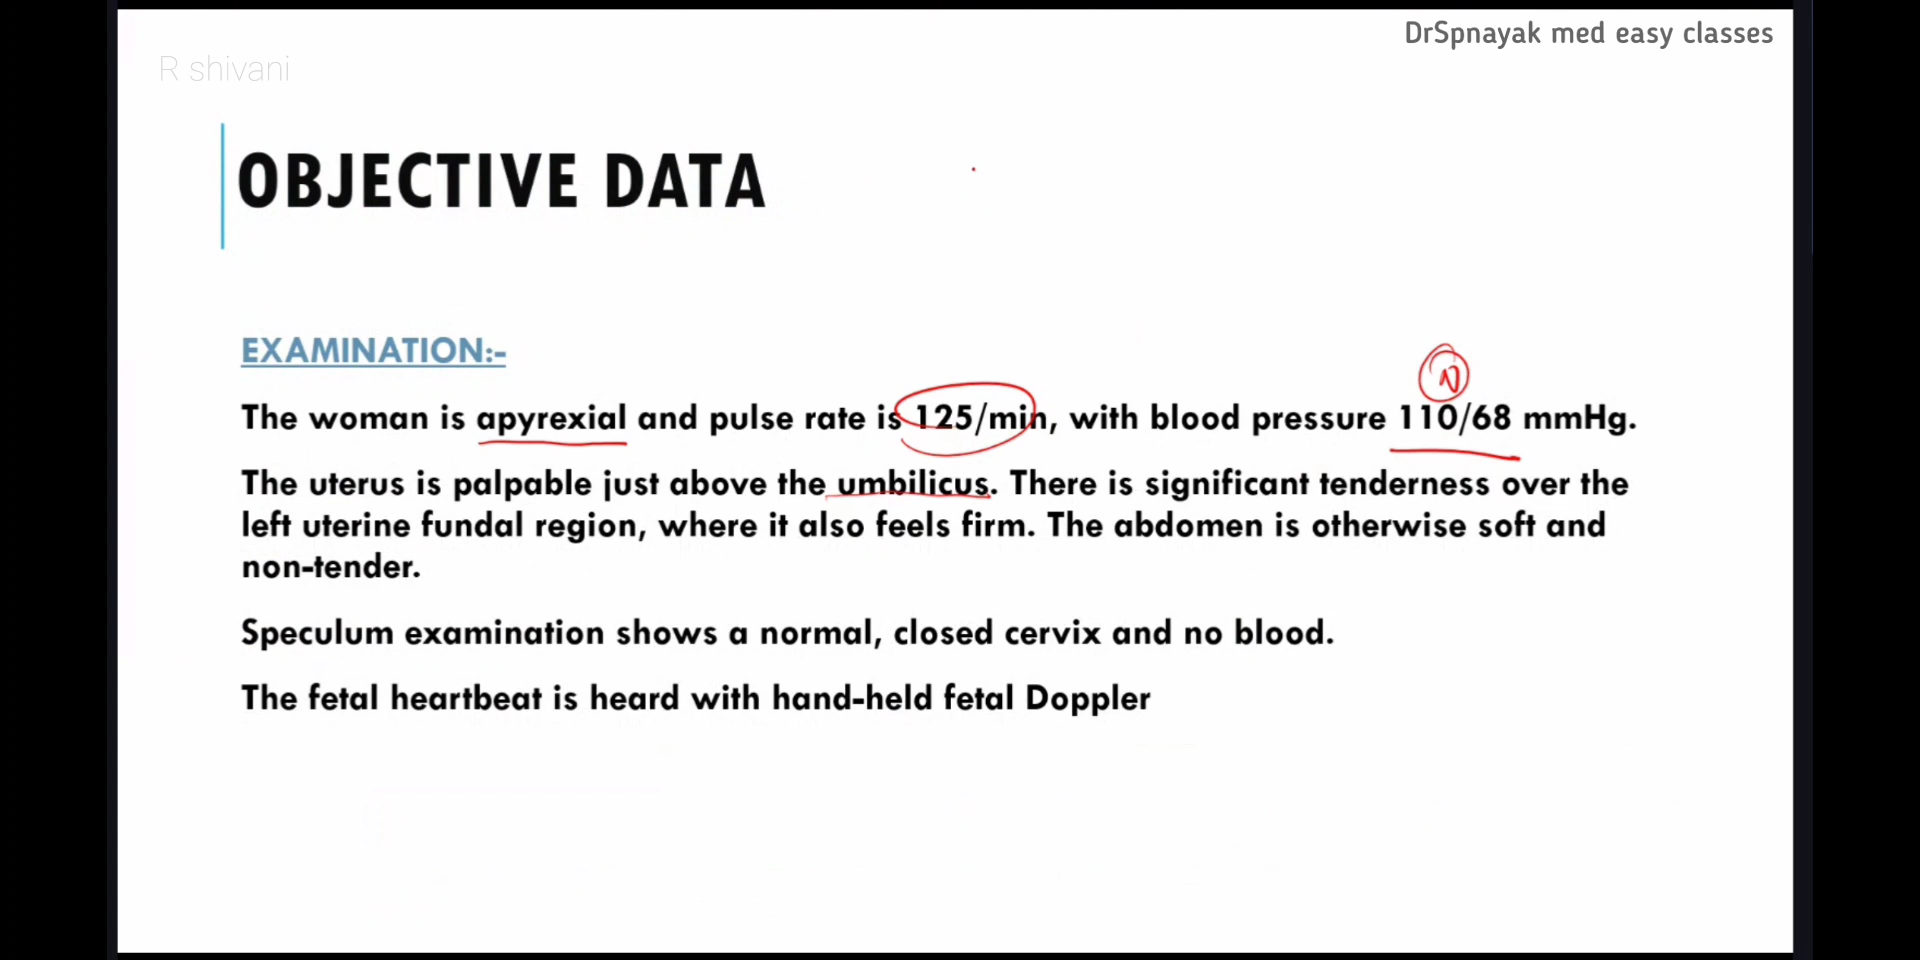 DrSpnayak med easy classes
R shivani
OBJECTIVE DATA
EXAMINATION:-
N
The woman is apyrexial and pulse rate is 125/min, with blood pressure 110/68 mmHg.
The uterus is palpable just above the umbilicus. There is significant tenderness over the
left uterine fundal region, where it also feels firm. The abdomen is otherwise soft and
non-tender.
Speculum examination shows a normal, closed cervix and no blood.
The fetal heartbeat is heard with hand-held fetal Doppler